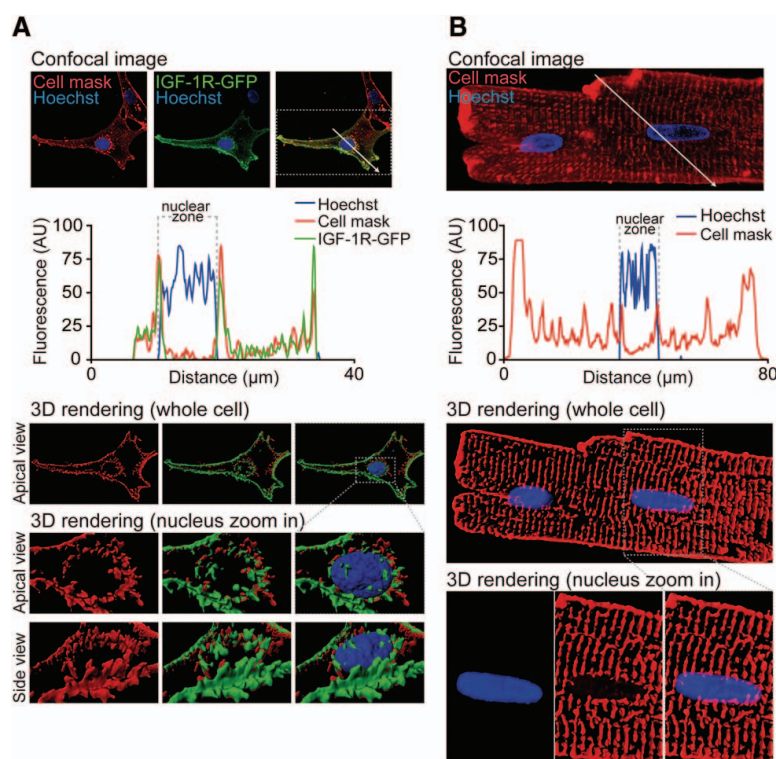 A
Confocal image
Cell mask
Hoechst
IGF-1R-GFP
Hoechst
nuclear
zone
Hoechst
Cell mask
IGF-1R-GFP
Fluorescence (AU)
100
75
50
25
0
0
40
Distance (µm)
3D rendering (whole cell)
Apical view
3D rendering (nucleus zoom in)
Apical view
Side view
B
Confocal image
Cell mask
Hoechst
nuclear
zone
Hoechst
Cell mask
Fluorescence (AU)
100
75
50
25
0
0
80
Distance (µm)
3D rendering (whole cell)
3D rendering (nucleus zoom in)